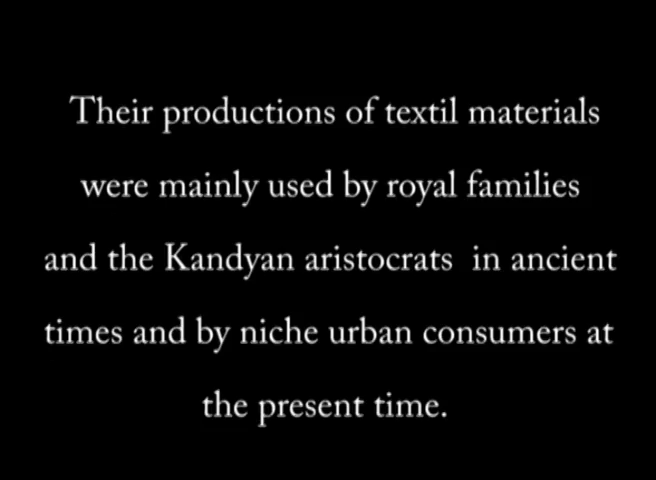 Their productions of textil materials
were mainly used by royal families
and the Kandyan aristocrats in ancient
times and by niche urban consumers at
the present time.